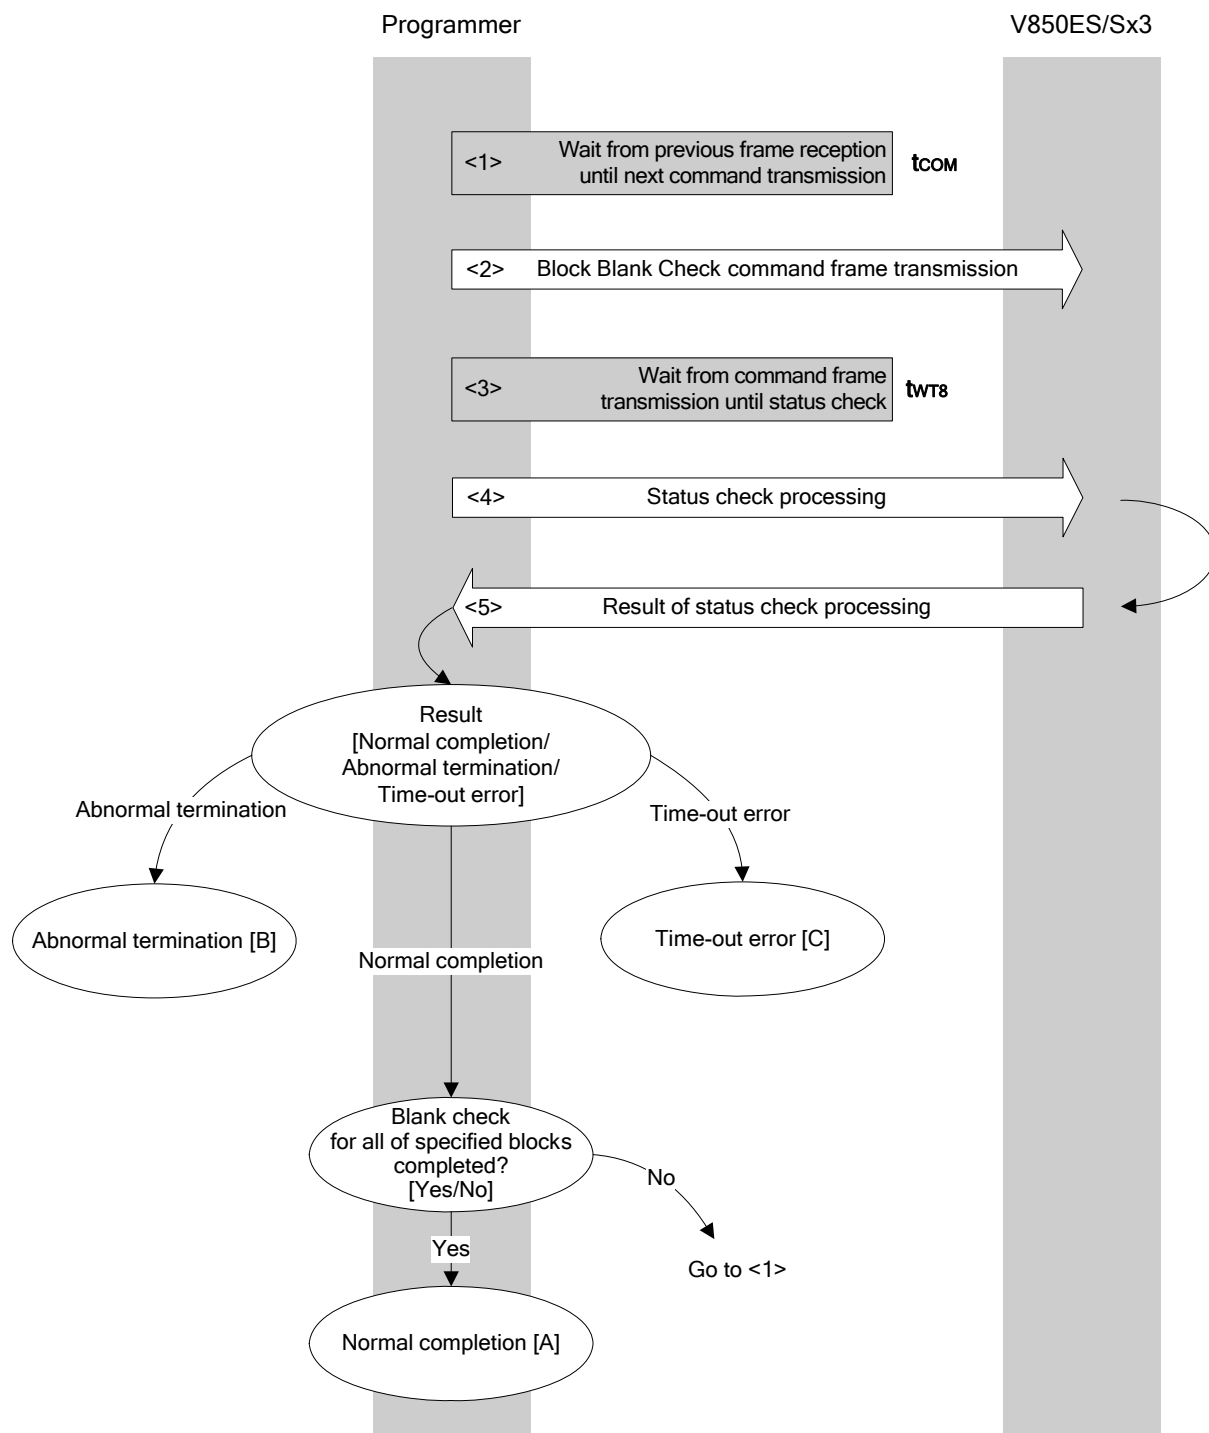 Programmer
V850ES/Sx3
<1>
Wait from previous frame reception
until next command transmission
tCOM
<2>
Block Blank Check command frame transmission
<3>
Wait from command frame
transmission until status check
tWT8
<4>
Status check processing
<5>
Result of status check processing
Result
[Normal completion/
Abnormal termination/
Time-out error]
Abnormal termination
Time-out error
Abnormal termination [B]
Time-out error [C]
Normal completion
Blank check
for all of specified blocks
completed?
[Yes/No]
No
Yes
Go to <1>
Normal completion [A]